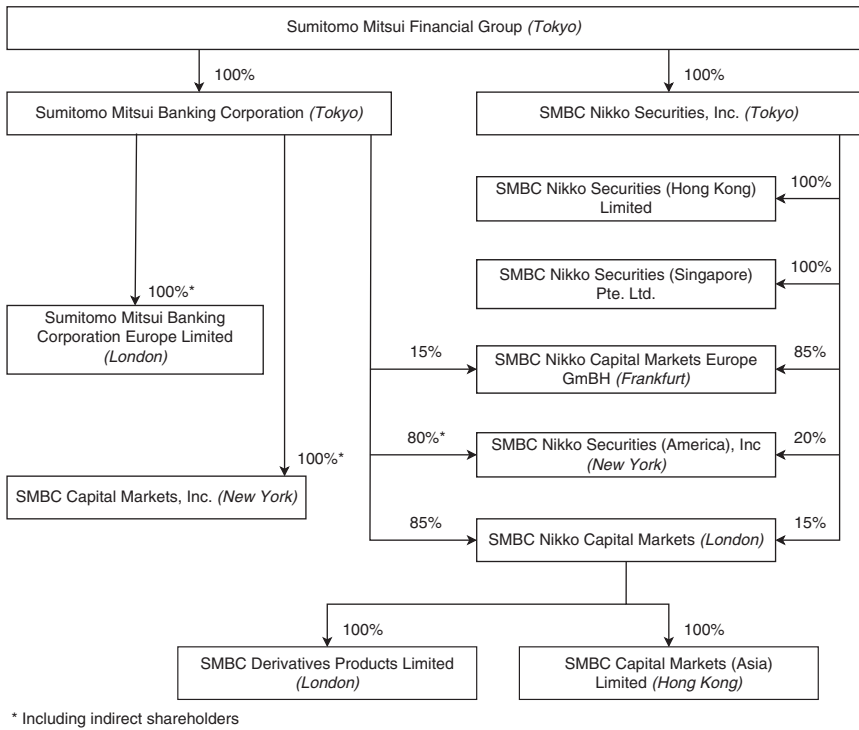 Sumitomo Mitsui Financial Group (Tokyo)
100%
100%
Sumitomo Mitsui Banking Corporation (Tokyo)
SMBC Nikko Securities, Inc. (Tokyo)
SMBC Nikko Securities (Hong Kong)
Limited
100%
SMBC Nikko Securities (Singapore)
Pte. Ltd.
100%
100%*
Sumitomo Mitsui Banking
Corporation Europe Limited
(London)
15%
SMBC Nikko Capital Markets Europe
GmBH (Frankfurt)
85%
80%*
SMBC Nikko Securities (America), Inc
(New York)
20%
100%*
SMBC Capital Markets, Inc. (New York)
85%
SMBC Nikko Capital Markets (London)
15%
100%
100%
SMBC Derivatives Products Limited
(London)
SMBC Capital Markets (Asia)
Limited (Hong Kong)
* Including indirect shareholders